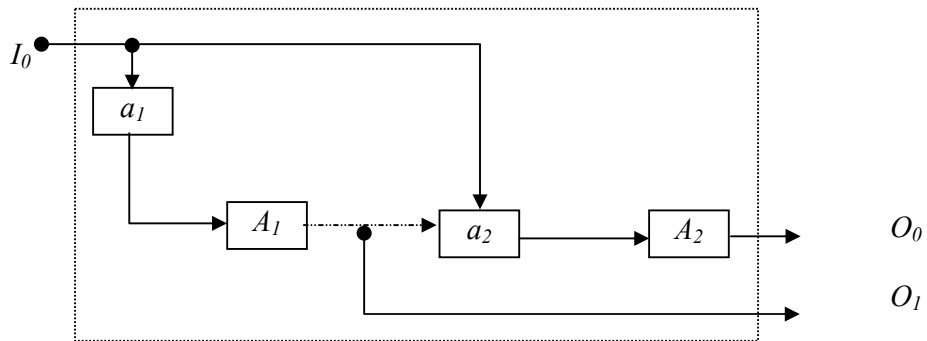 I₀
a₁
A₁
a₂
A₂
O₀
O₁